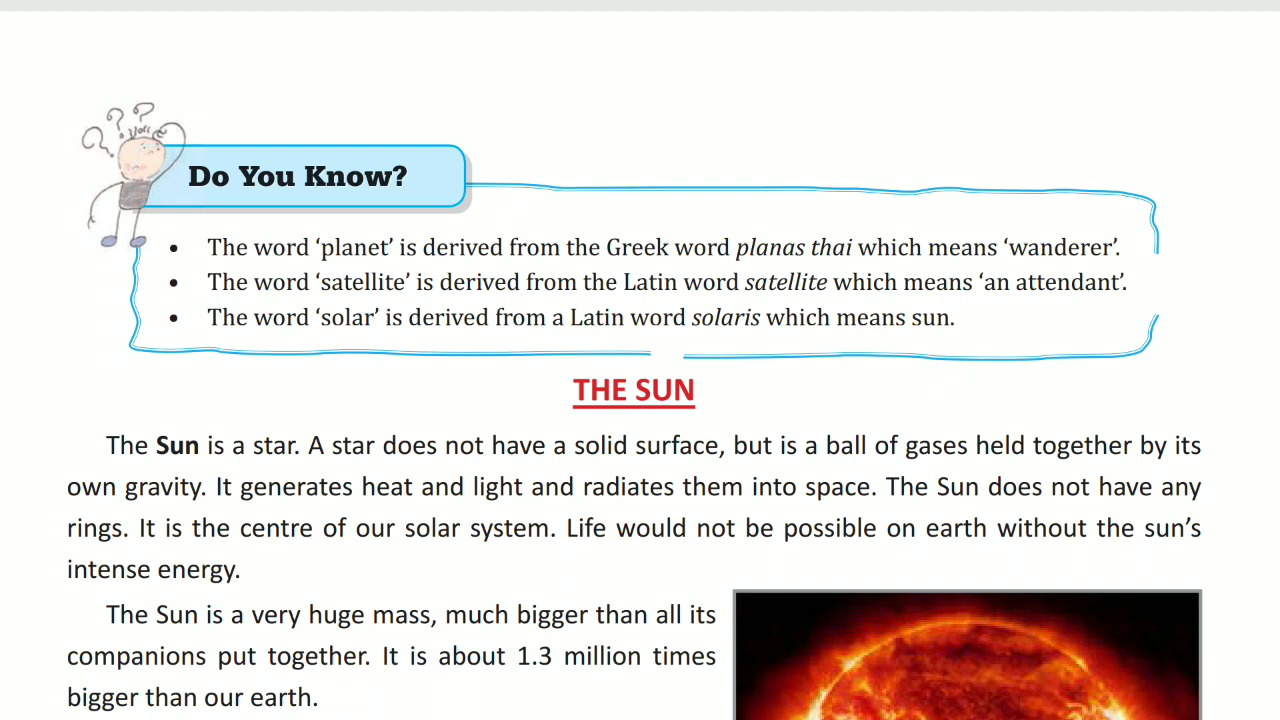 Do You Know?
• The word ‘planet’ is derived from the Greek word planas thai which means ‘wanderer’.
• The word ‘satellite’ is derived from the Latin word satellite which means ‘an attendant’.
• The word ‘solar’ is derived from a Latin word solaris which means sun.
THE SUN
The Sun is a star. A star does not have a solid surface, but is a ball of gases held together by its
own gravity. It generates heat and light and radiates them into space. The Sun does not have any
rings. It is the centre of our solar system. Life would not be possible on earth without the sun’s
intense energy.
The Sun is a very huge mass, much bigger than all its
companions put together. It is about 1.3 million times
bigger than our earth.